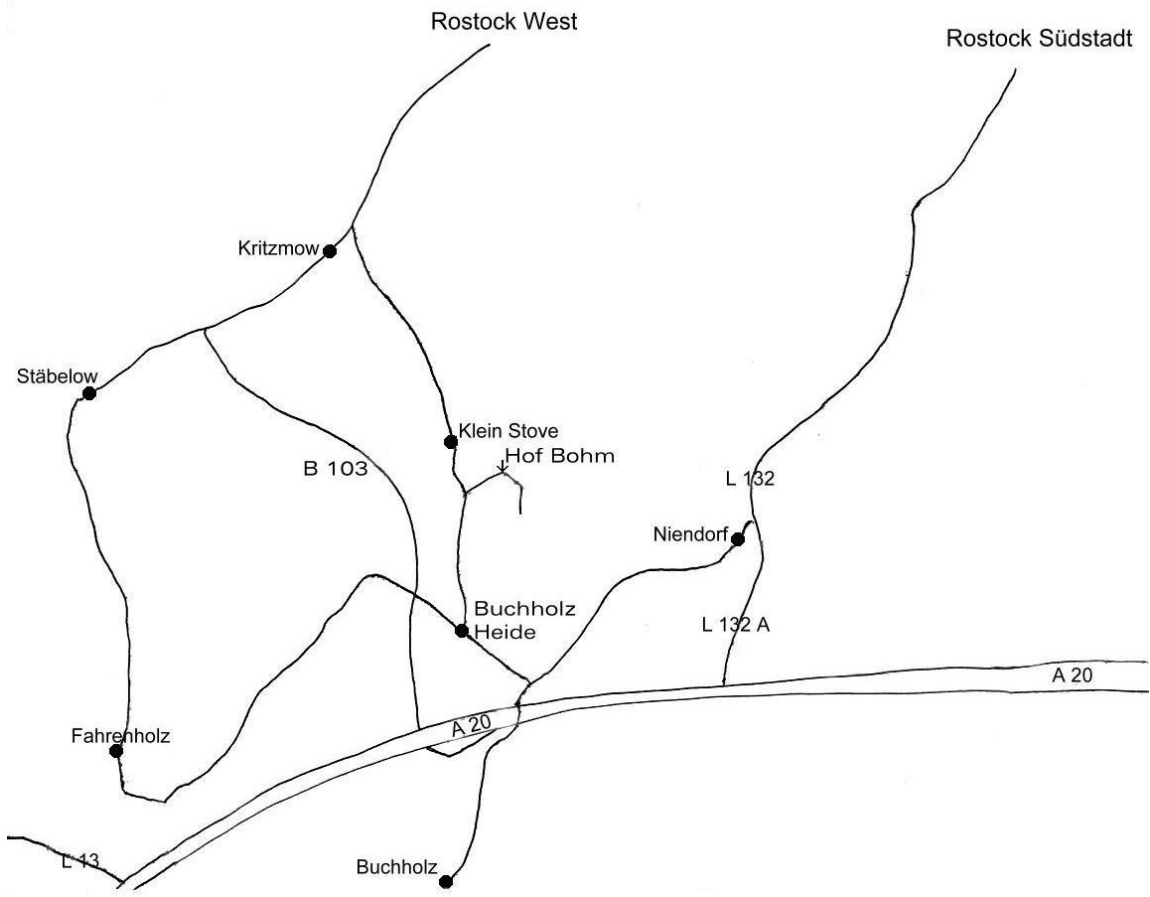 Rostock West
Rostock Südstadt
Kritzmow
Stäbelow
Klein Stove
Hof Bohm
B 103
L 132
Niendorf
Buchholz
Heide
L 132 A
A 20
A 20
Fahrenholz
L 13
Buchholz